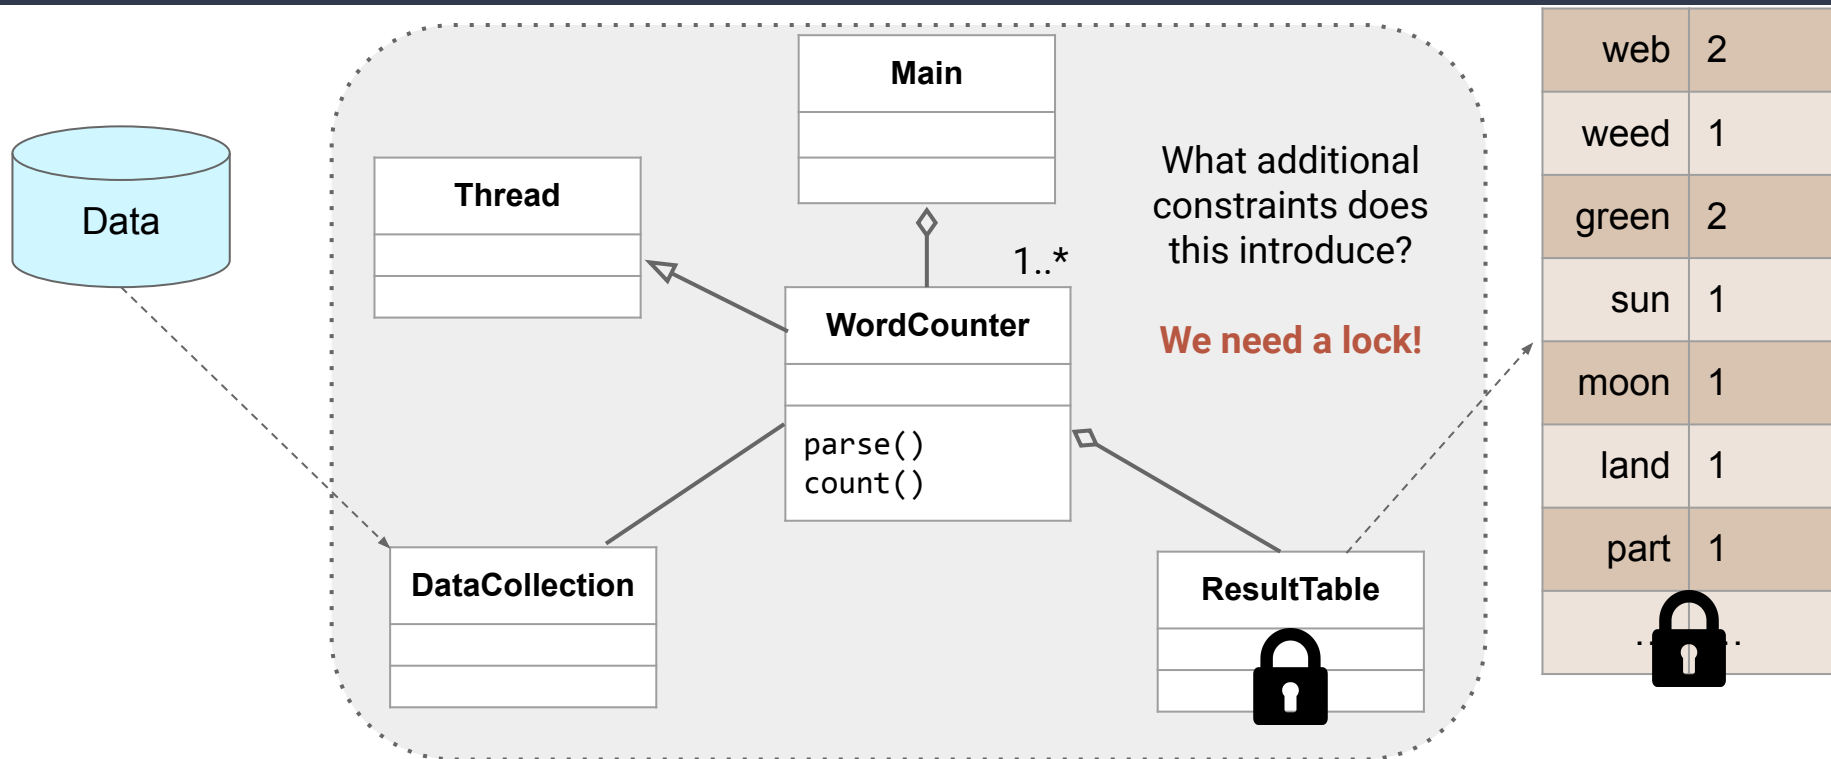 Data
Main
Thread
1..*
WordCounter
parse()
count()
What additional
constraints does
this introduce?
We need a lock!
DataCollection
ResultTable
web 2
weed 1
green 2
sun 1
moon 1
land 1
part 1